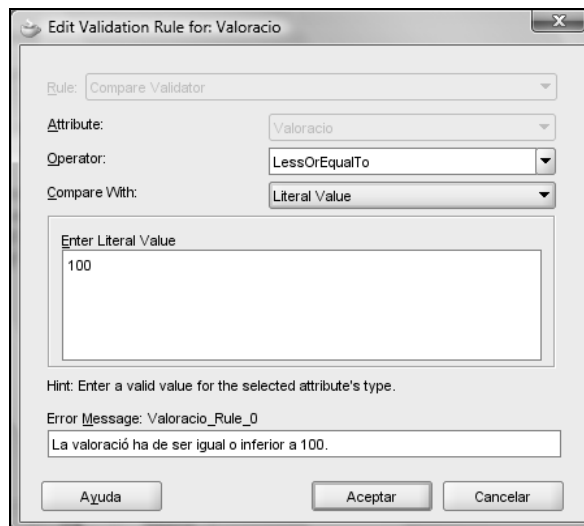 Edit Validation Rule for: Valoracio
Rule: Compare Validator
Attribute: Valoracio
Operator: LessOrEqualTo
Compare With: Literal Value
Enter Literal Value
100
Hint: Enter a valid value for the selected attribute's type.
Error Message: Valoracio_Rule_0
La valoració ha de ser igual o inferior a 100.
Ayuda Aceptar Cancelar